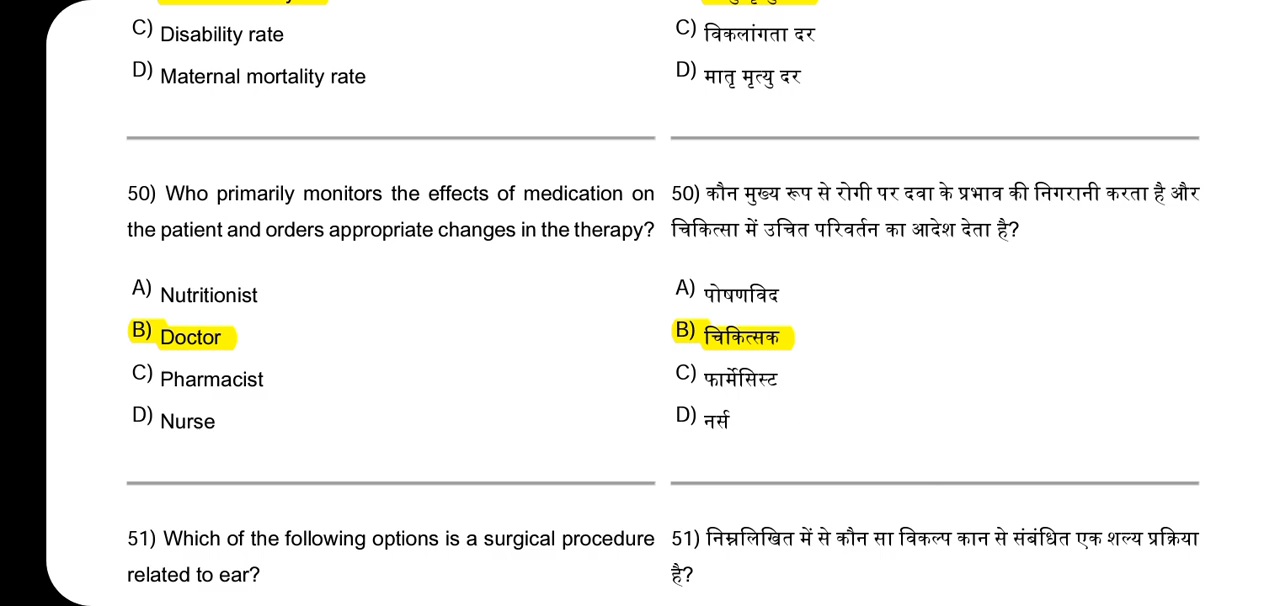 C) Disability rate
D) Maternal mortality rate
C) विकलांगता दर
D) मातृ मृत्यु दर
50) Who primarily monitors the effects of medication on
the patient and orders appropriate changes in the therapy?
A) Nutritionist
B) Doctor
C) Pharmacist
D) Nurse
50) कौन मुख्य रूप से रोगी पर दवा के प्रभाव की निगरानी करता है और
चिकित्सा में उचित परिवर्तन का आदेश देता है?
A) पोषणविद
B) चिकित्सक
C) फार्मेसिस्ट
D) नर्स
51) Which of the following options is a surgical procedure
related to ear?
51) निम्नलिखित में से कौन सा विकल्प कान से संबंधित एक शल्य प्रक्रिया
है?